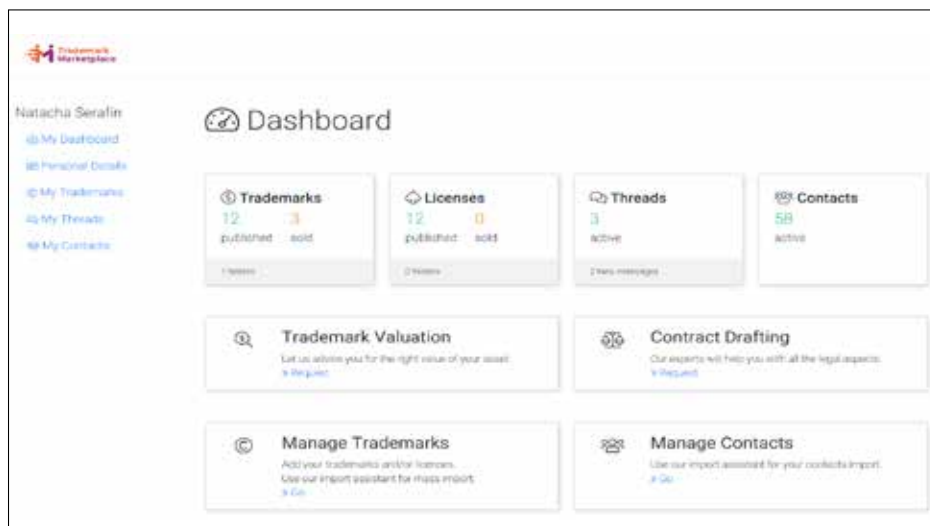 Trademark
Marketplace
Natacha Serafin
My Dashboard
Personal Details
My Trademarks
My Threads
My Contacts
Dashboard
Trademarks
12 3
published sold
Licenses
12 0
published sold
Threads
3
active
2 new messages
Contacts
58
active
Trademark Valuation
Let us advise you for the right value of your asset.
» Request
Contract Drafting
Our experts will help you with all the legal aspects.
» Request
Manage Trademarks
Add your trademarks and/or licenses.
Use our import assistant for mass import.
» Go
Manage Contacts
Use our import assistant for your contacts import.
» Go